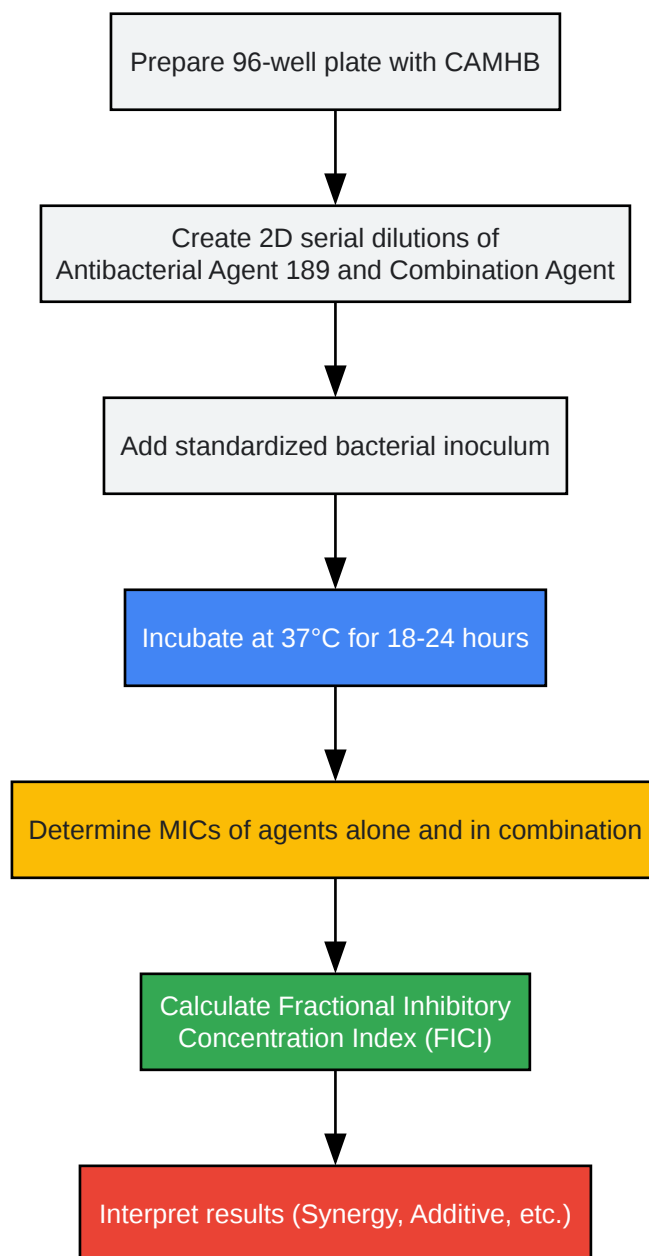 Prepare 96-well plate with CAMHB
Create 2D serial dilutions of
Antibacterial Agent 189 and Combination Agent
Add standardized bacterial inoculum
Incubate at 37°C for 18-24 hours
Determine MICs of agents alone and in combination
Calculate Fractional Inhibitory
Concentration Index (FICI)
Interpret results (Synergy, Additive, etc.)